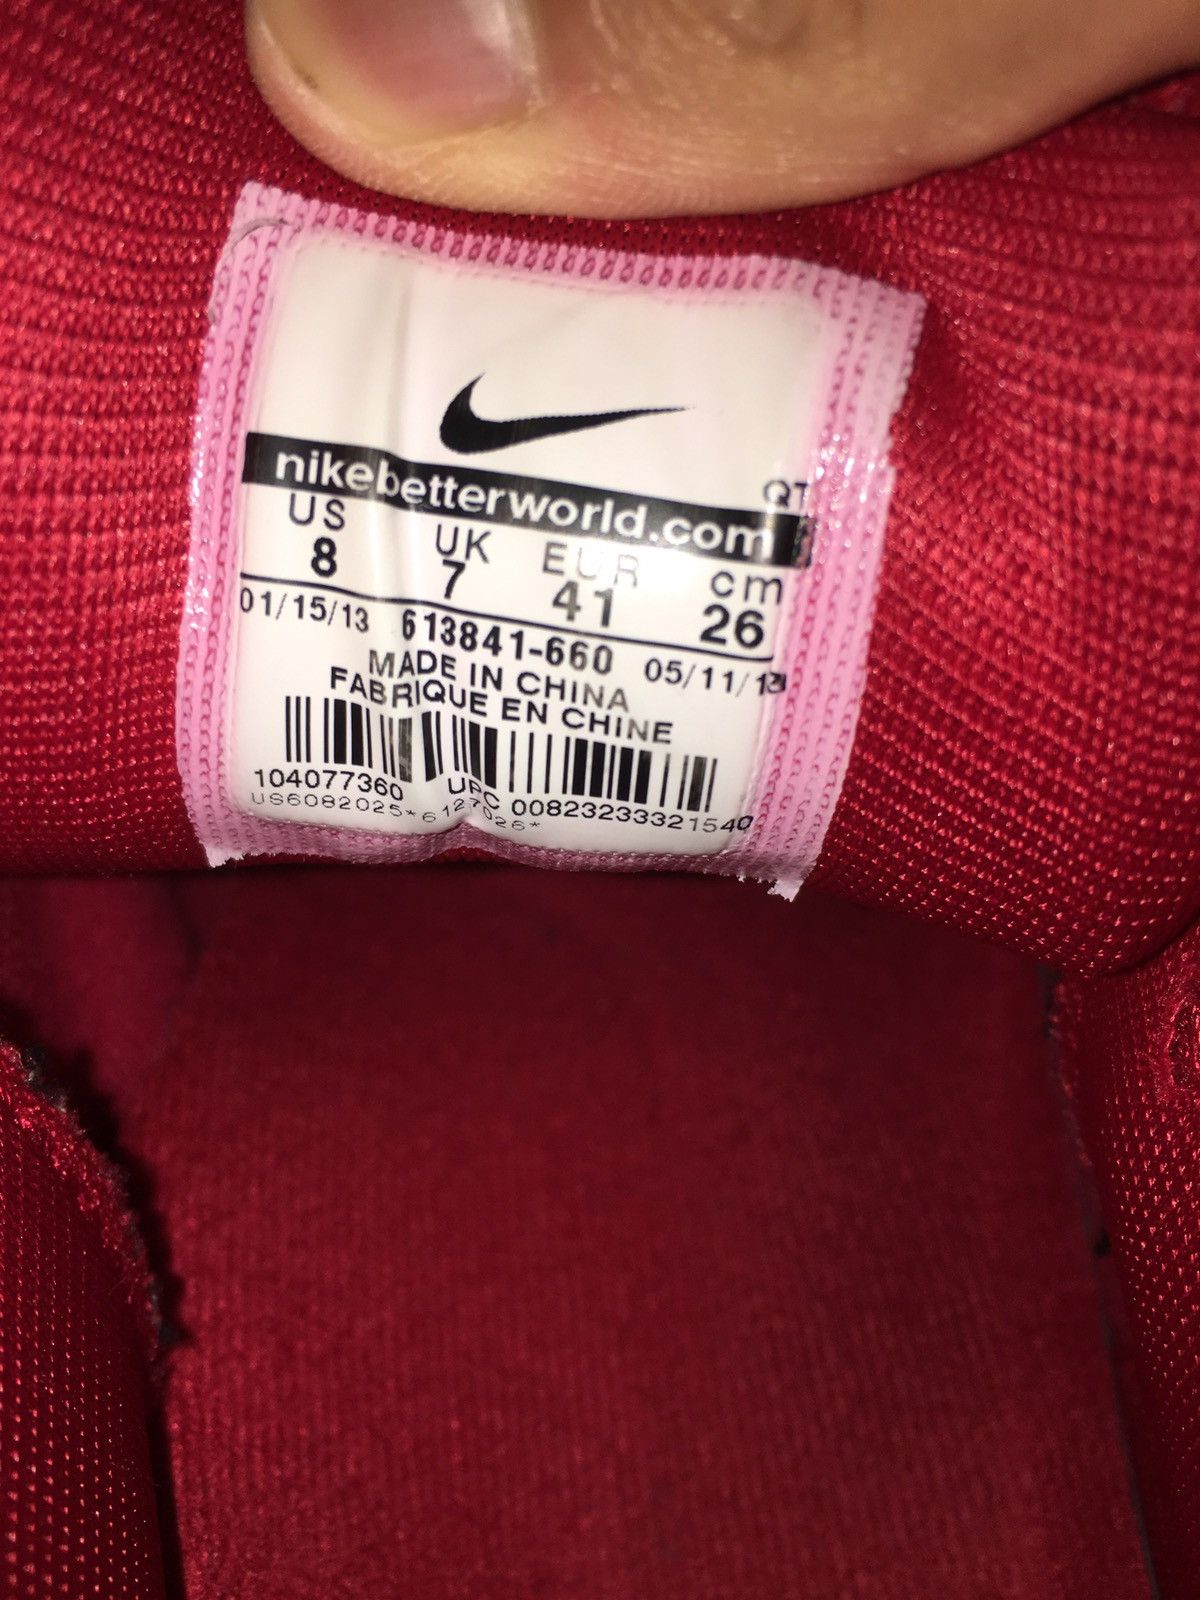 nikebetterworld.com QT
US UK EUR cm
8 7 41 26
01/15/13 613841-660 05/11/13
MADE IN CHINA
FABRIQUE EN CHINE
104077360 UPC 00823233321540
US6082025*6127026*